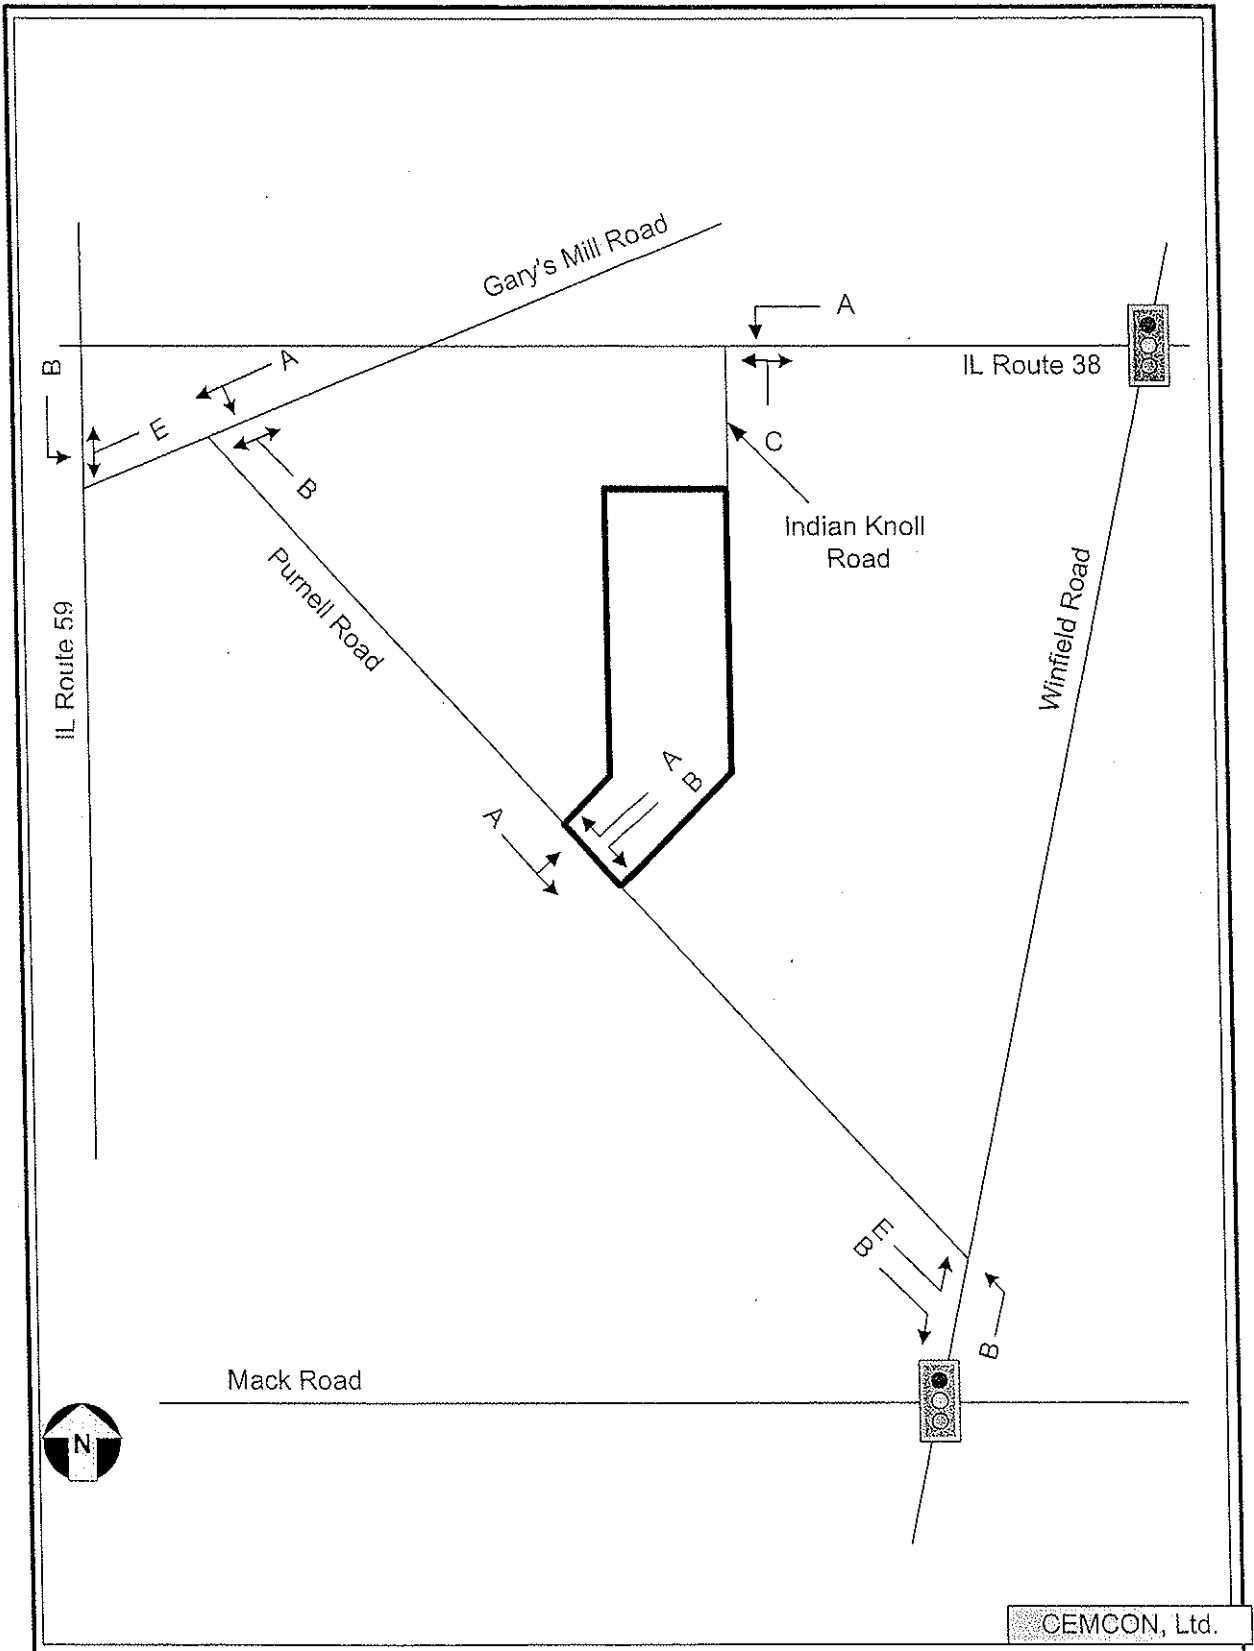 Gary's Mill Road
A
B
A
IL Route 38
E
B
C
Indian Knoll
Road
Purnell Road
Winfield Road
IL Route 59
A
B
A
E
B
B
Mack Road
N
CEMCON, Ltd.